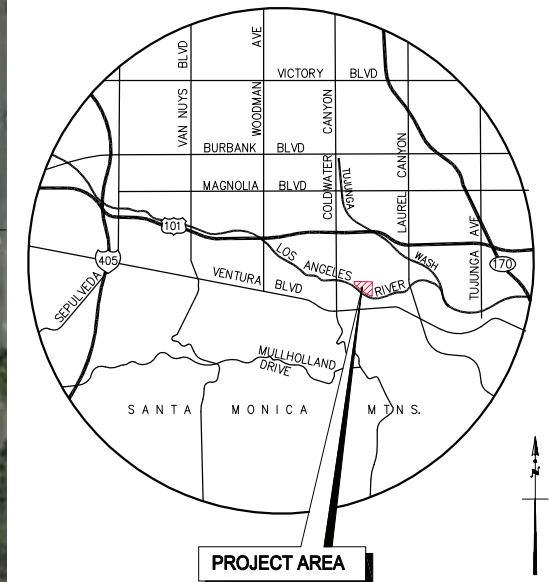 VAN NUYS BLVD
WOODMAN AVE
VICTORY BLVD
COLDWATER CANYON
LAUREL CANYON
BURBANK BLVD
MAGNOLIA BLVD
TUJUNGA WASH
TUJUNGA AVE
101
405
170
SEPULVEDA
LOS ANGELES RIVER
VENTURA BLVD
MULLHOLLAND
DRIVE
SANTA MONICA MTNS.
PROJECT AREA